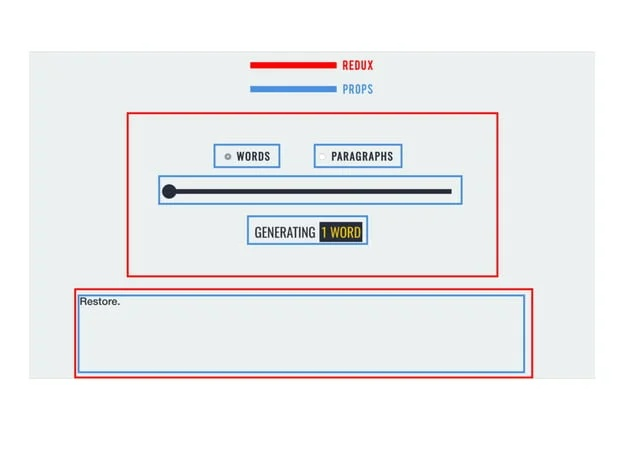 REDUX
PROPS
WORDS PARAGRAPHS
GENERATING 1 WORD
Restore.